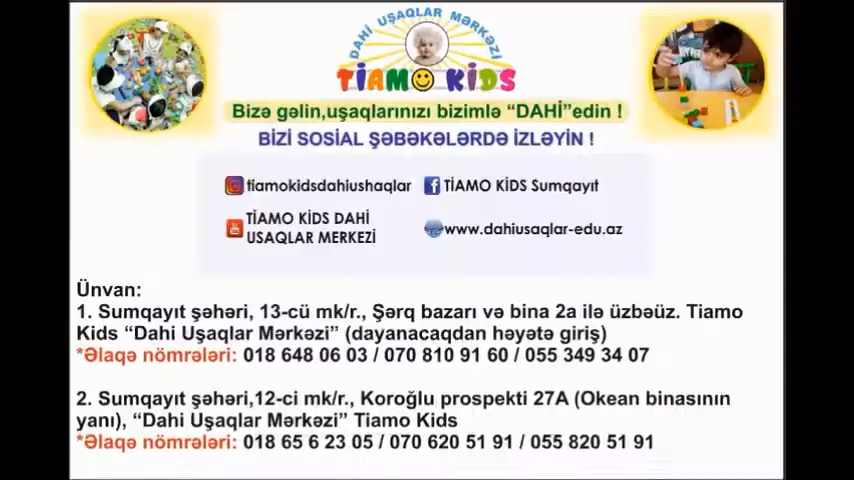 DAHİ UŞAQLAR MƏRKƏZİ
TİAMO KİDS
Bizə gəlin,uşaqlarınızı bizimlə “DAHİ”edin !
BİZİ SOSİAL ŞƏBƏKƏLƏRDƏ İZLƏYİN !
tiamokidsdahiushaqlar
TİAMO KİDS Sumqayıt
TİAMO KİDS DAHİ
USAQLAR MERKEZİ
www.dahiusaqlar-edu.az
Ünvan:
1. Sumqayıt şəhəri, 13-cü mk/r., Şərq bazarı və bina 2a ilə üzbəüz. Tiamo
Kids “Dahi Uşaqlar Mərkəzi” (dayanacaqdan həyətə giriş)
*Əlaqə nömrələri: 018 648 06 03 / 070 810 91 60 / 055 349 34 07
2. Sumqayıt şəhəri,12-ci mk/r., Koroğlu prospekti 27A (Okean binasının
yanı), “Dahi Uşaqlar Mərkəzi” Tiamo Kids
*Əlaqə nömrələri: 018 65 6 23 05 / 070 620 51 91 / 055 820 51 91